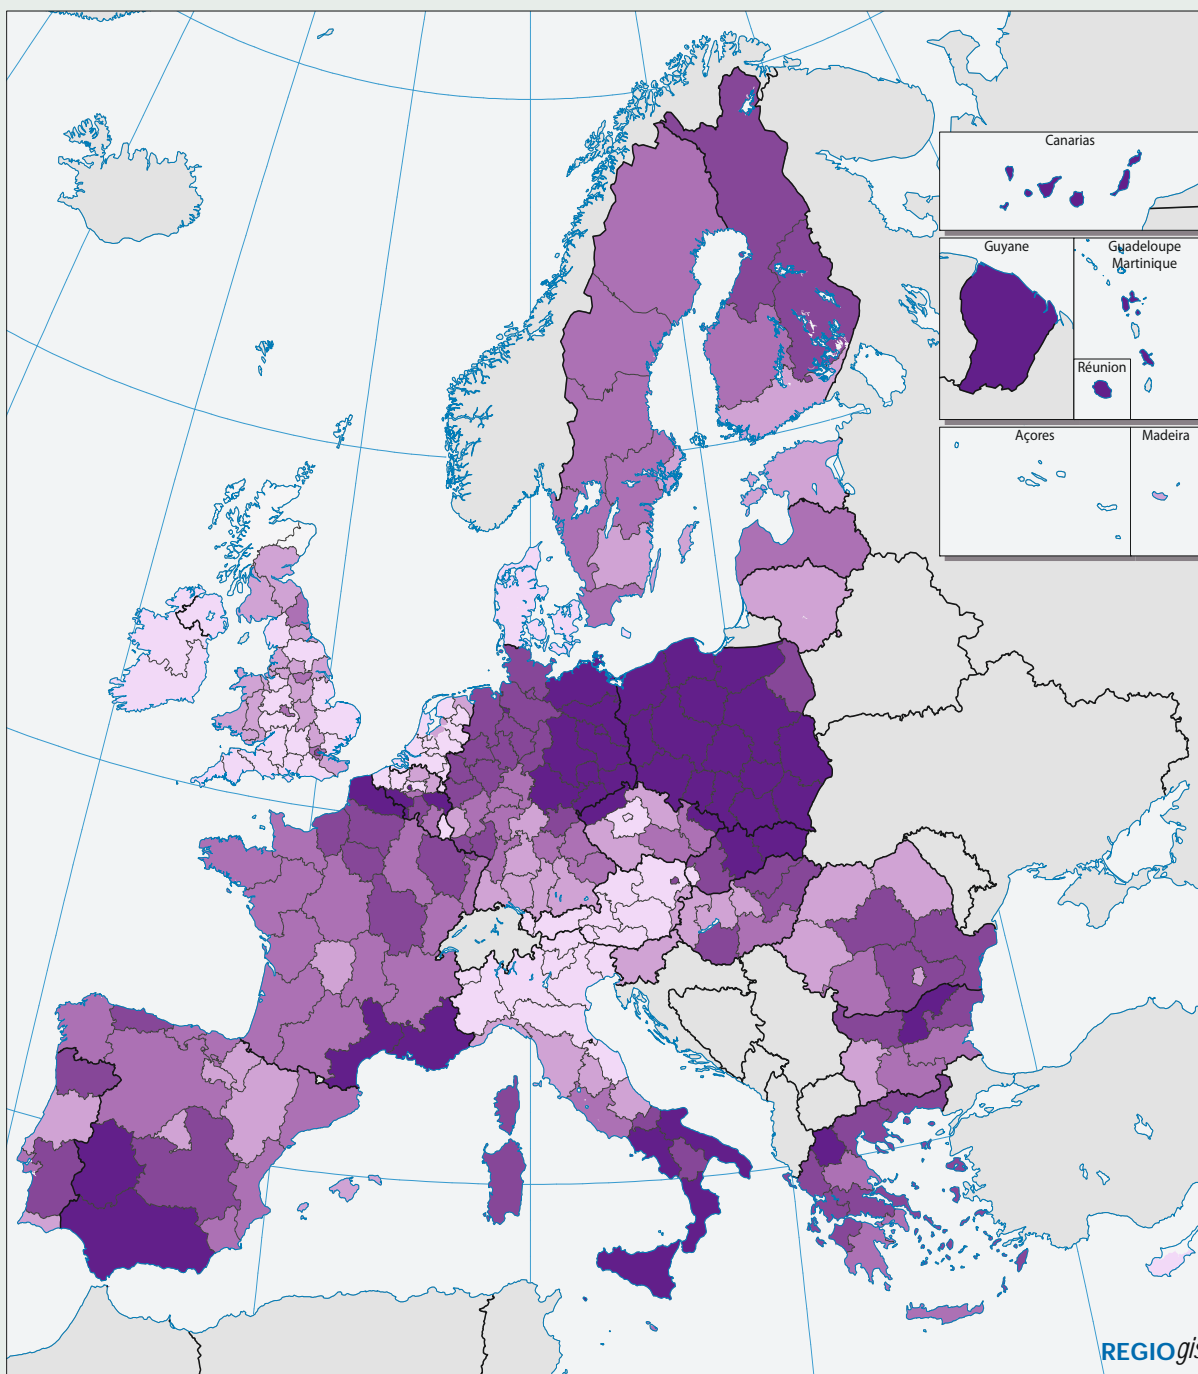 Canarias
Guyane
Guadeloupe
Martinique
Réunion
Açores
Madeira
REGIOgis